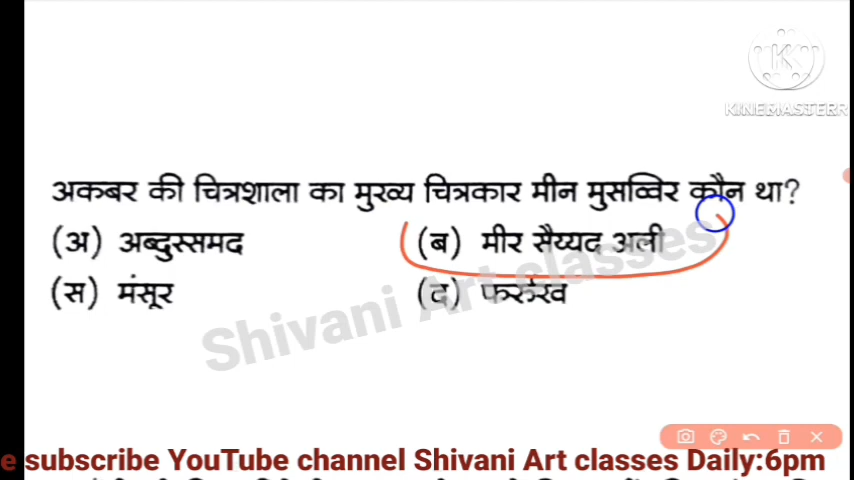 KINEMASTER
अकबर की चित्रशाला का मुख्य चित्रकार मीन मुसव्विर कौन था?
(अ) अब्दुस्समद (ब) मीर सैय्यद अली
(स) मंसूर (द) फर्रुख
Shivani Art classes
e subscribe YouTube channel Shivani Art classes Daily:6pm